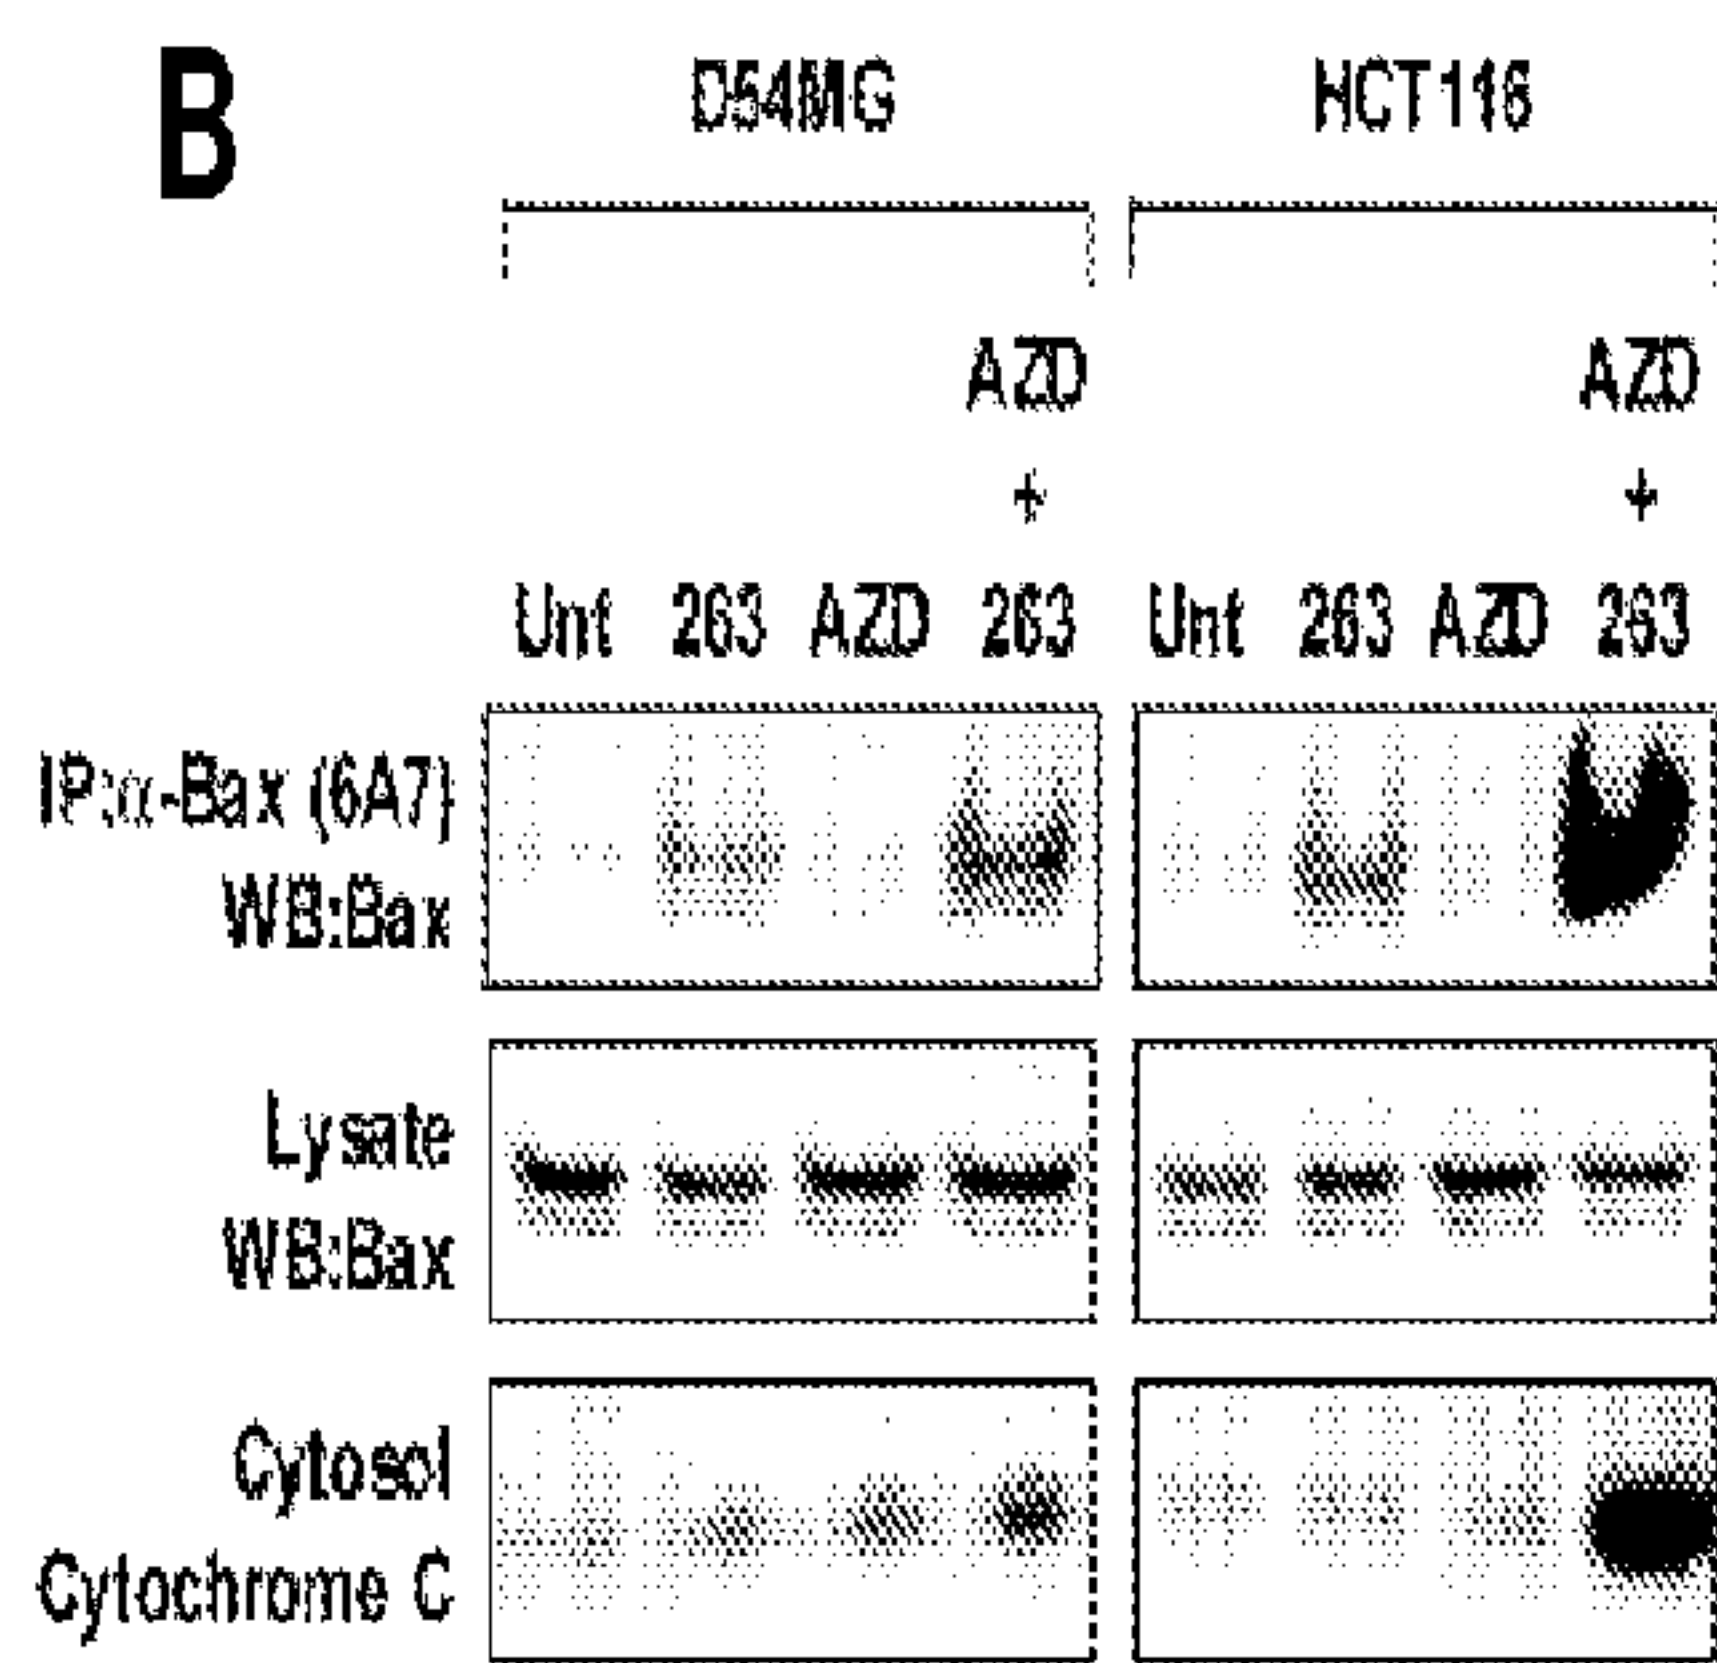 B
D54MG HCT116
AZD AZD
+ +
Unt 263 AZD 263 Unt 263 AZD 263
IP:α-Bax (6A7)
WB:Bax
Lysate
WB:Bax
Cytosol
Cytochrome C